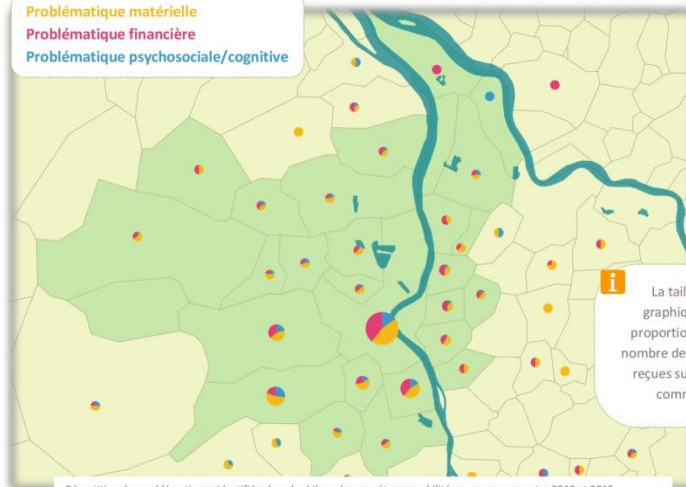 Problématique matérielle
Problématique financière
Problématique psychosociale/cognitive
i
La tail
graphiq
proportio
nombre de
reçues su
comm